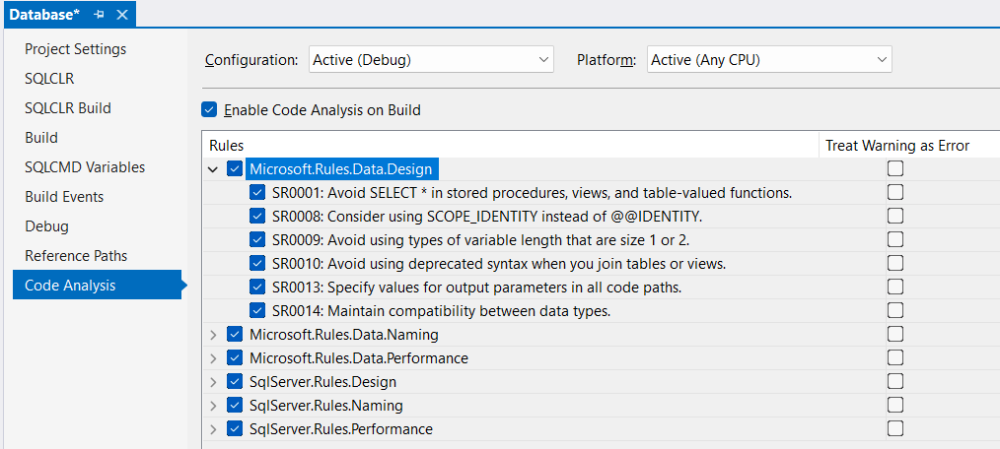 Database*
Project Settings
SQLCLR
SQLCLR Build
Build
SQLCMD Variables
Build Events
Debug
Reference Paths
Code Analysis
Configuration: Active (Debug) Platform: Active (Any CPU)
Enable Code Analysis on Build
Rules Treat Warning as Error
Microsoft.Rules.Data.Design
SR0001: Avoid SELECT * in stored procedures, views, and table-valued functions.
SR0008: Consider using SCOPE_IDENTITY instead of @@IDENTITY.
SR0009: Avoid using types of variable length that are size 1 or 2.
SR0010: Avoid using deprecated syntax when you join tables or views.
SR0013: Specify values for output parameters in all code paths.
SR0014: Maintain compatibility between data types.
Microsoft.Rules.Data.Naming
Microsoft.Rules.Data.Performance
SqlServer.Rules.Design
SqlServer.Rules.Naming
SqlServer.Rules.Performance